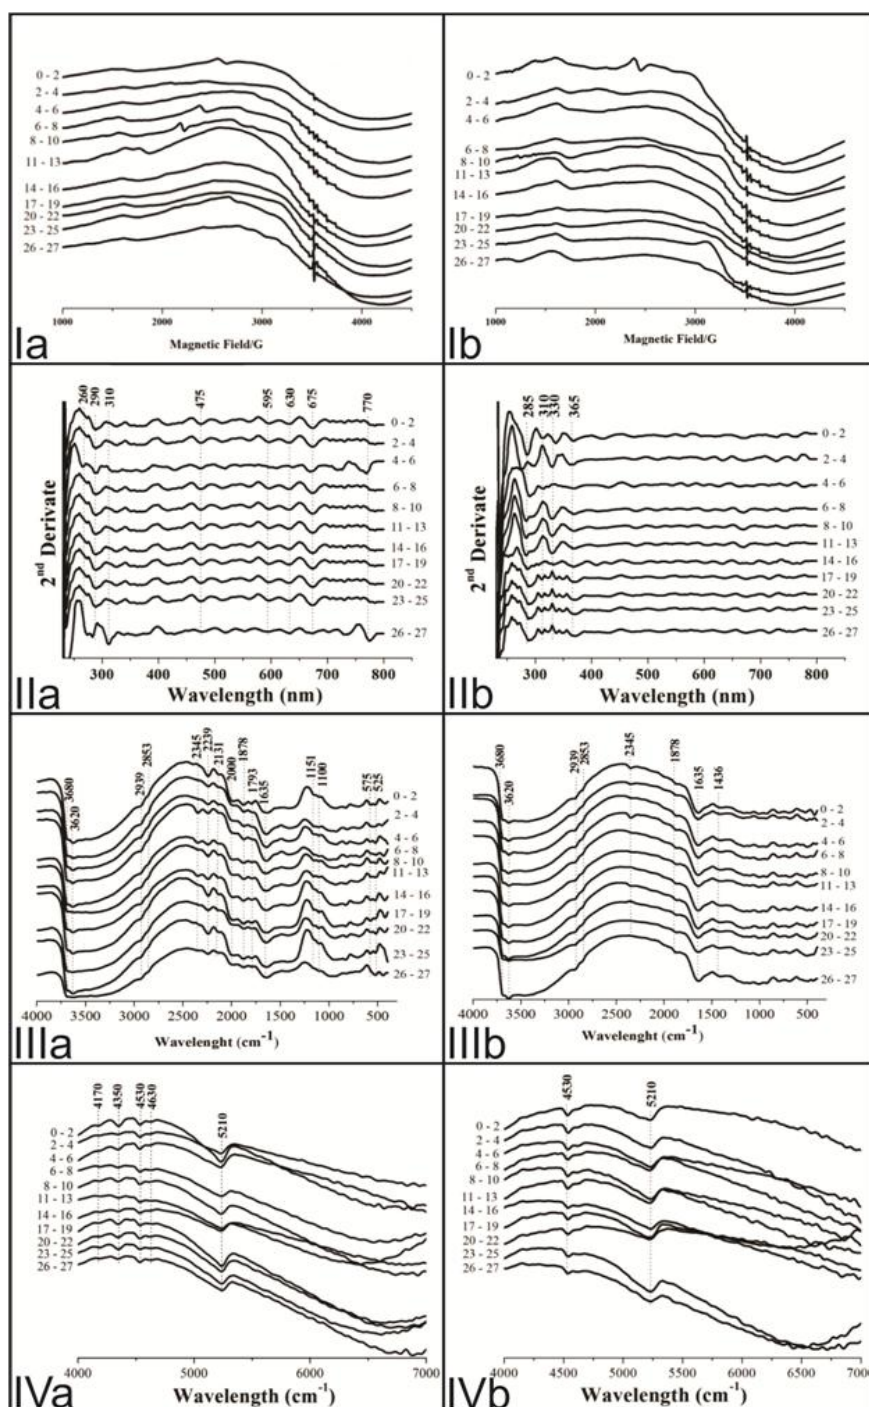 0 - 2
2 - 4
4 - 6
6 - 8
8 - 10
11 - 13
14 - 16
17 - 19
20 - 22
23 - 25
26 - 27
1000 2000 3000 4000
Magnetic Field/G
Ia
0 - 2
2 - 4
4 - 6
6 - 8
8 - 10
11 - 13
14 - 16
17 - 19
20 - 22
23 - 25
26 - 27
1000 2000 3000 4000
Magnetic Field/G
Ib
260 290 310 475 595 630 675 770
2nd Derivate
0 - 2
2 - 4
4 - 6
6 - 8
8 - 10
11 - 13
14 - 16
17 - 19
20 - 22
23 - 25
26 - 27
300 400 500 600 700 800
Wavelength (nm)
IIa
285 310 330 365
2nd Derivate
0 - 2
2 - 4
4 - 6
6 - 8
8 - 10
11 - 13
14 - 16
17 - 19
20 - 22
23 - 25
26 - 27
300 400 500 600 700 800
Wavelength (nm)
IIb
3680 3620 2939 2853 2345 2239 2131 2000 1878 1793 1635 1151 1100 575 525
0 - 2
2 - 4
4 - 6
6 - 8
8 - 10
11 - 13
14 - 16
17 - 19
20 - 22
23 - 25
26 - 27
4000 3500 3000 2500 2000 1500 1000 500
Wavelenght (cm-1)
IIIa
3680 3620 2939 2853 2345 1878 1635 1436
0 - 2
2 - 4
4 - 6
6 - 8
8 - 10
11 - 13
14 - 16
17 - 19
20 - 22
23 - 25
26 - 27
4000 3500 3000 2500 2000 1500 1000 500
Wavelenght (cm-1)
IIIb
4170 4350 4530 4630 5210
0 - 2
2 - 4
4 - 6
6 - 8
8 - 10
11 - 13
14 - 16
17 - 19
20 - 22
23 - 25
26 - 27
4000 5000 6000 7000
Wavelength (cm-1)
IVa
4530 5210
0 - 2
2 - 4
4 - 6
6 - 8
8 - 10
11 - 13
14 - 16
17 - 19
20 - 22
23 - 25
26 - 27
4000 4500 5000 5500 6000 6500 7000
Wavelength (cm-1)
IVb